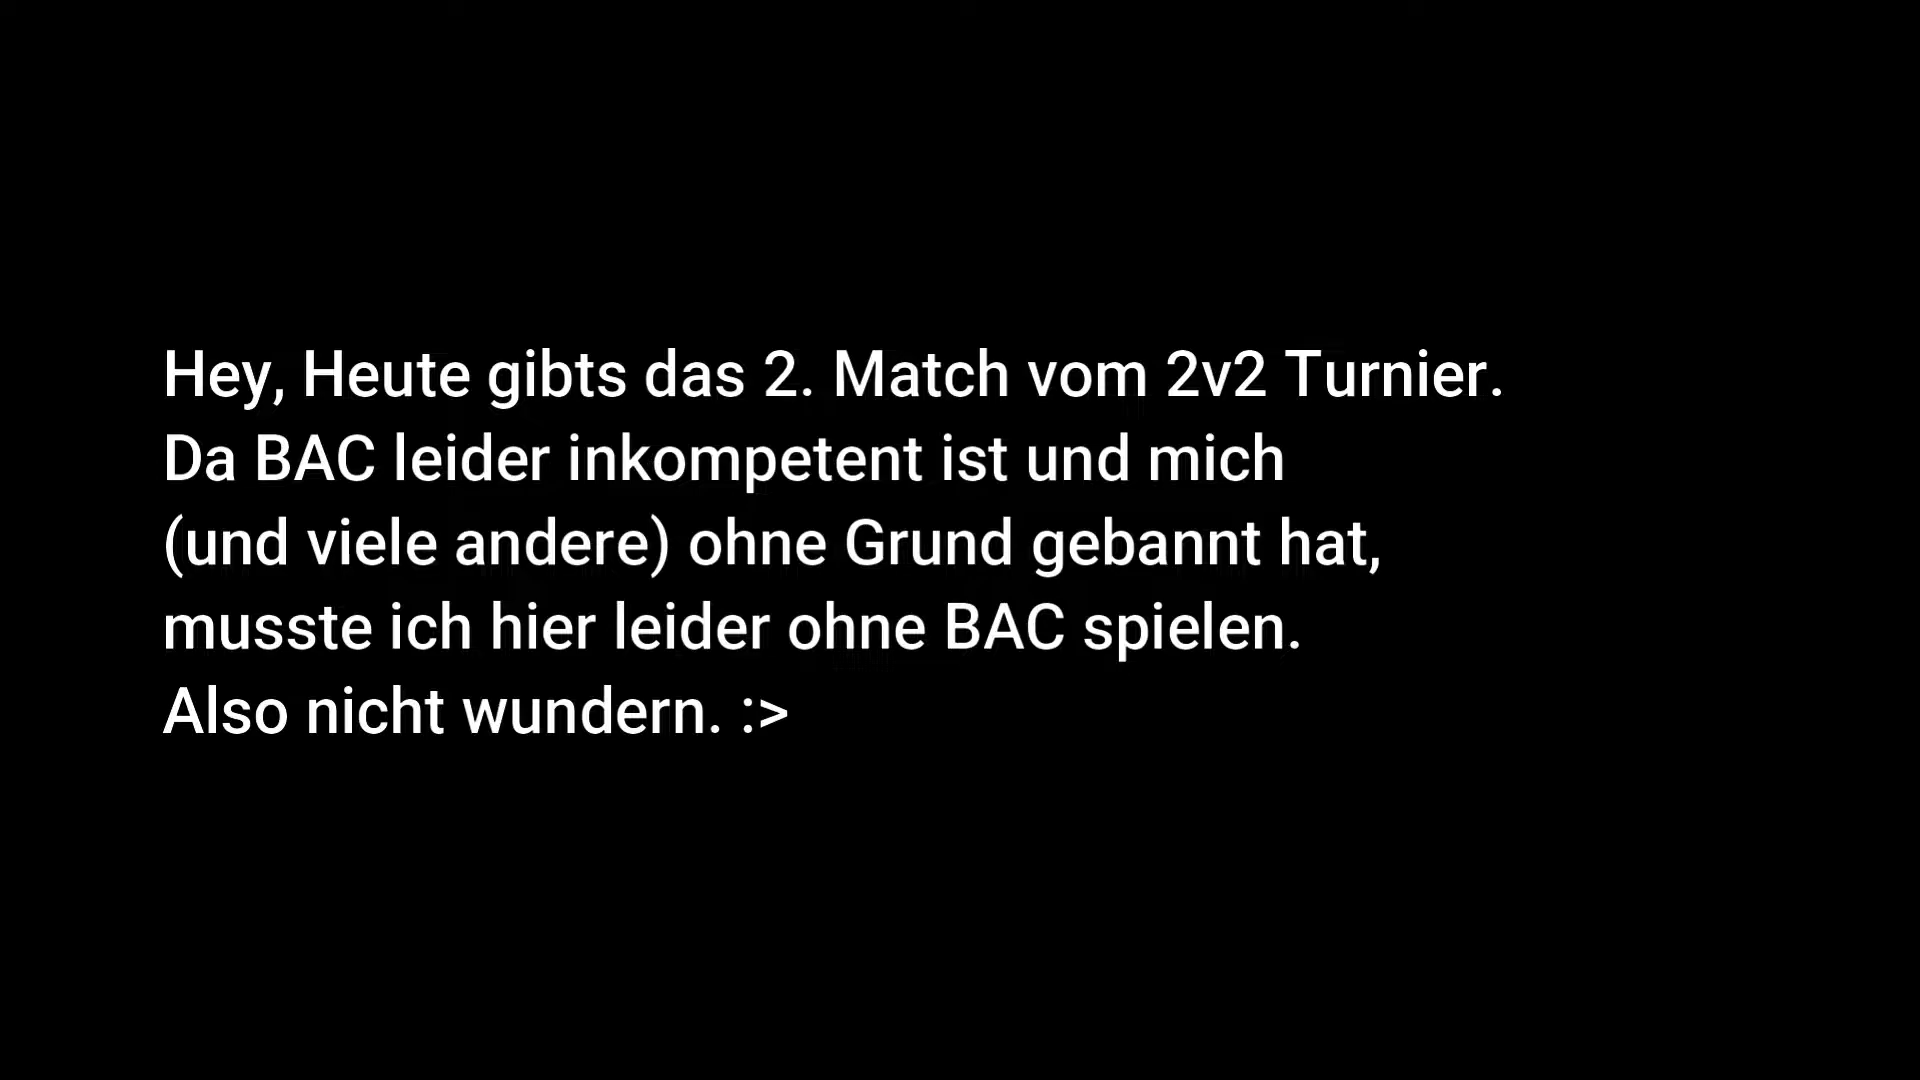 Hey, Heute gibts das 2. Match vom 2v2 Turnier.
Da BAC leider inkompetent ist und mich
(und viele andere) ohne Grund gebannt hat,
musste ich hier leider ohne BAC spielen.
Also nicht wundern. :>